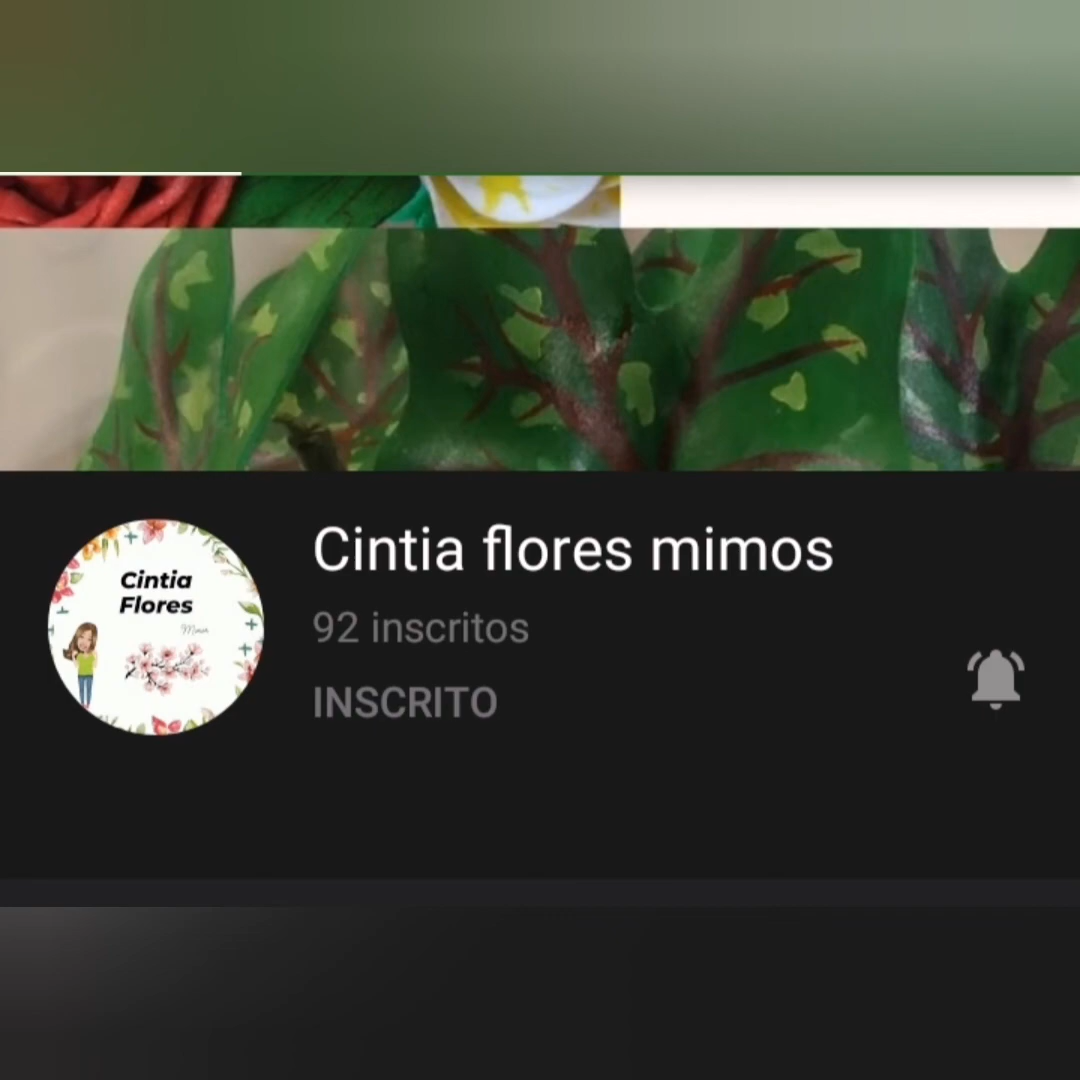 Cintia flores mimos
92 inscritos
INSCRITO
Cintia
Flores